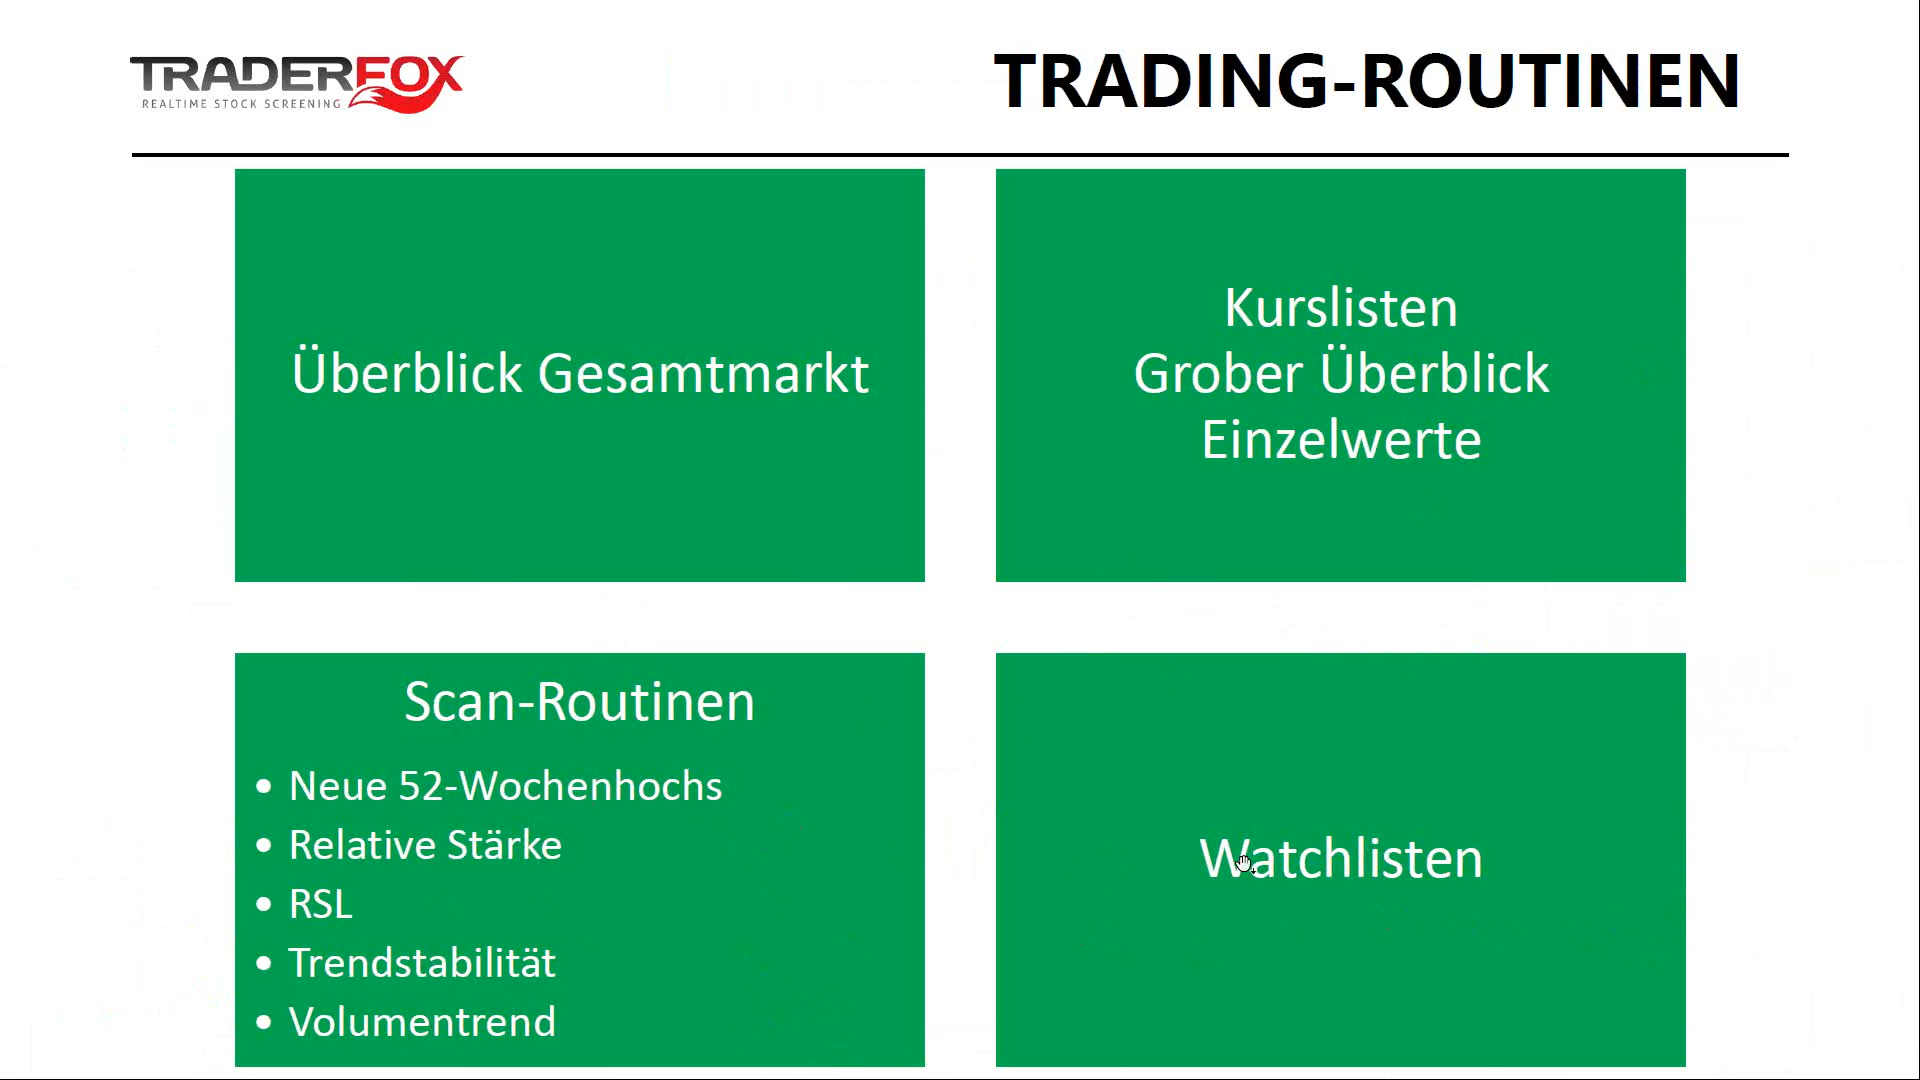 TRADERFOX
REALTIME STOCK SCREENING
TRADING-ROUTINEN
Überblick Gesamtmarkt
Kurslisten
Grober Überblick
Einzelwerte
Scan-Routinen
• Neue 52-Wochenhochs
• Relative Stärke
• RSL
• Trendstabilität
• Volumentrend
Watchlisten